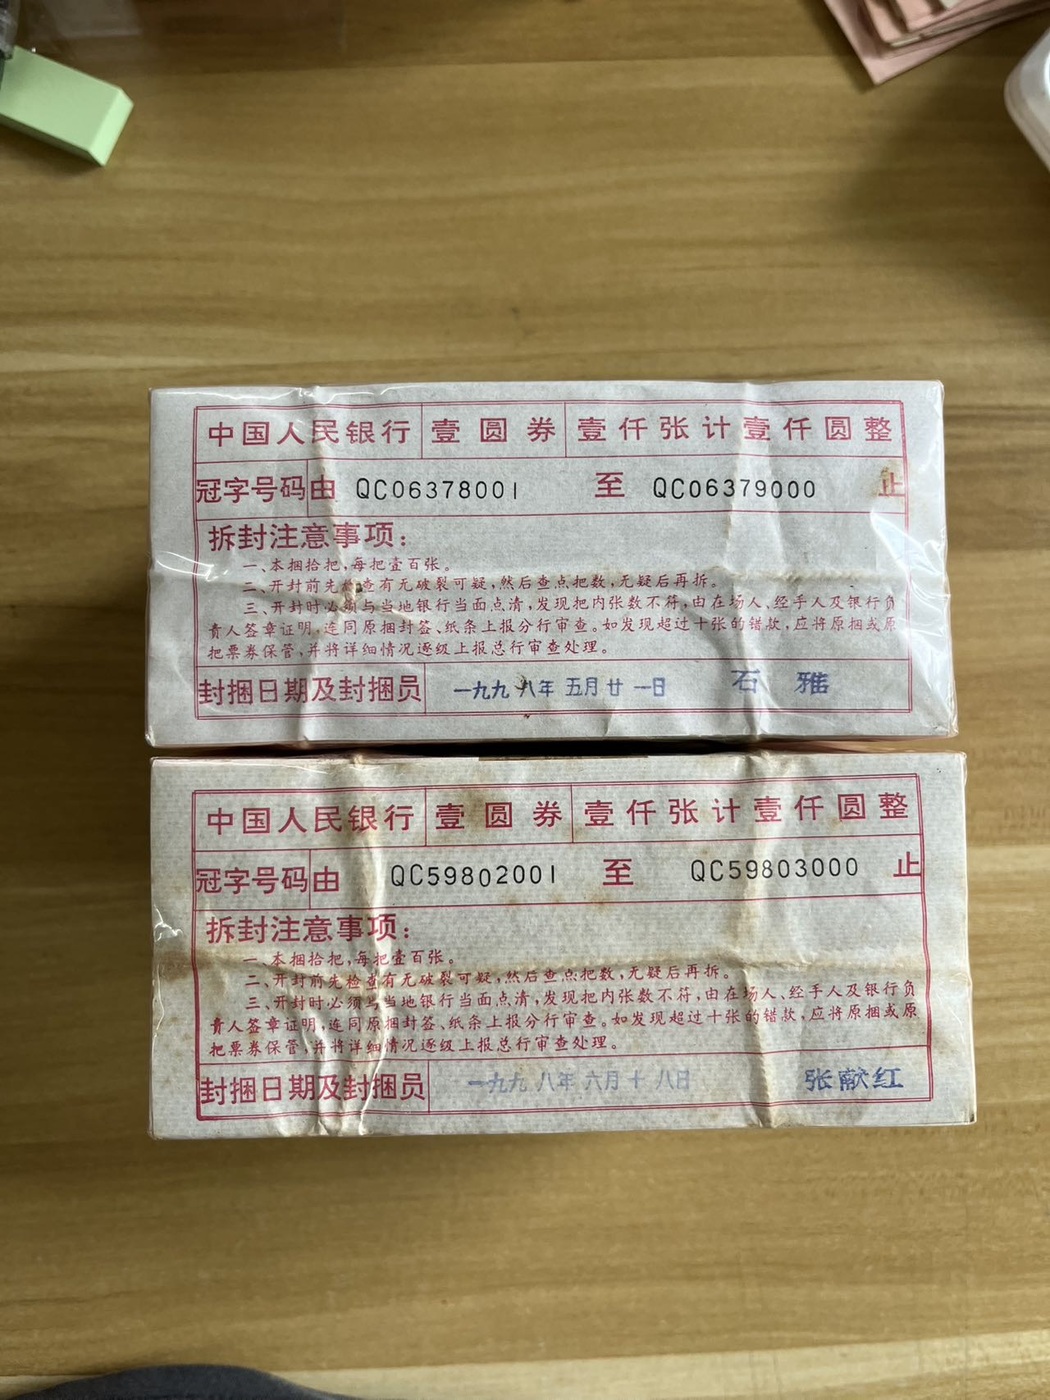 中国人民银行 壹圆券 壹仟张计壹仟圆整
冠字号码由 QC06378001 至 QC06379000 止
拆封注意事项：
一、本捆拾把，每把壹百张。
二、开封前先检查有无破裂可疑，然后查点把数，无疑后再拆。
三、开封时必须与当地银行当面点清，发现把内张数不符，由在场人、经手人及银行负
责人签章证明，连同原捆封签、纸条上报分行审查。如发现超过十张的错款，应将原捆或原
把票券保管，并将详细情况逐级上报总行审查处理。
封捆日期及封捆员 一九九八年五月廿一日 石雅
中国人民银行 壹圆券 壹仟张计壹仟圆整
冠字号码由 QC59802001 至 QC59803000 止
拆封注意事项：
一、本捆拾把，每把壹百张。
二、开封前先检查有无破裂可疑，然后查点把数，无疑后再拆。
三、开封时必须与当地银行当面点清，发现把内张数不符，由在场人、经手人及银行负
责人签章证明，连同原捆封签、纸条上报分行审查。如发现超过十张的错款，应将原捆或原
把票券保管，并将详细情况逐级上报总行审查处理。
封捆日期及封捆员 一九九八年六月十八日 张献红